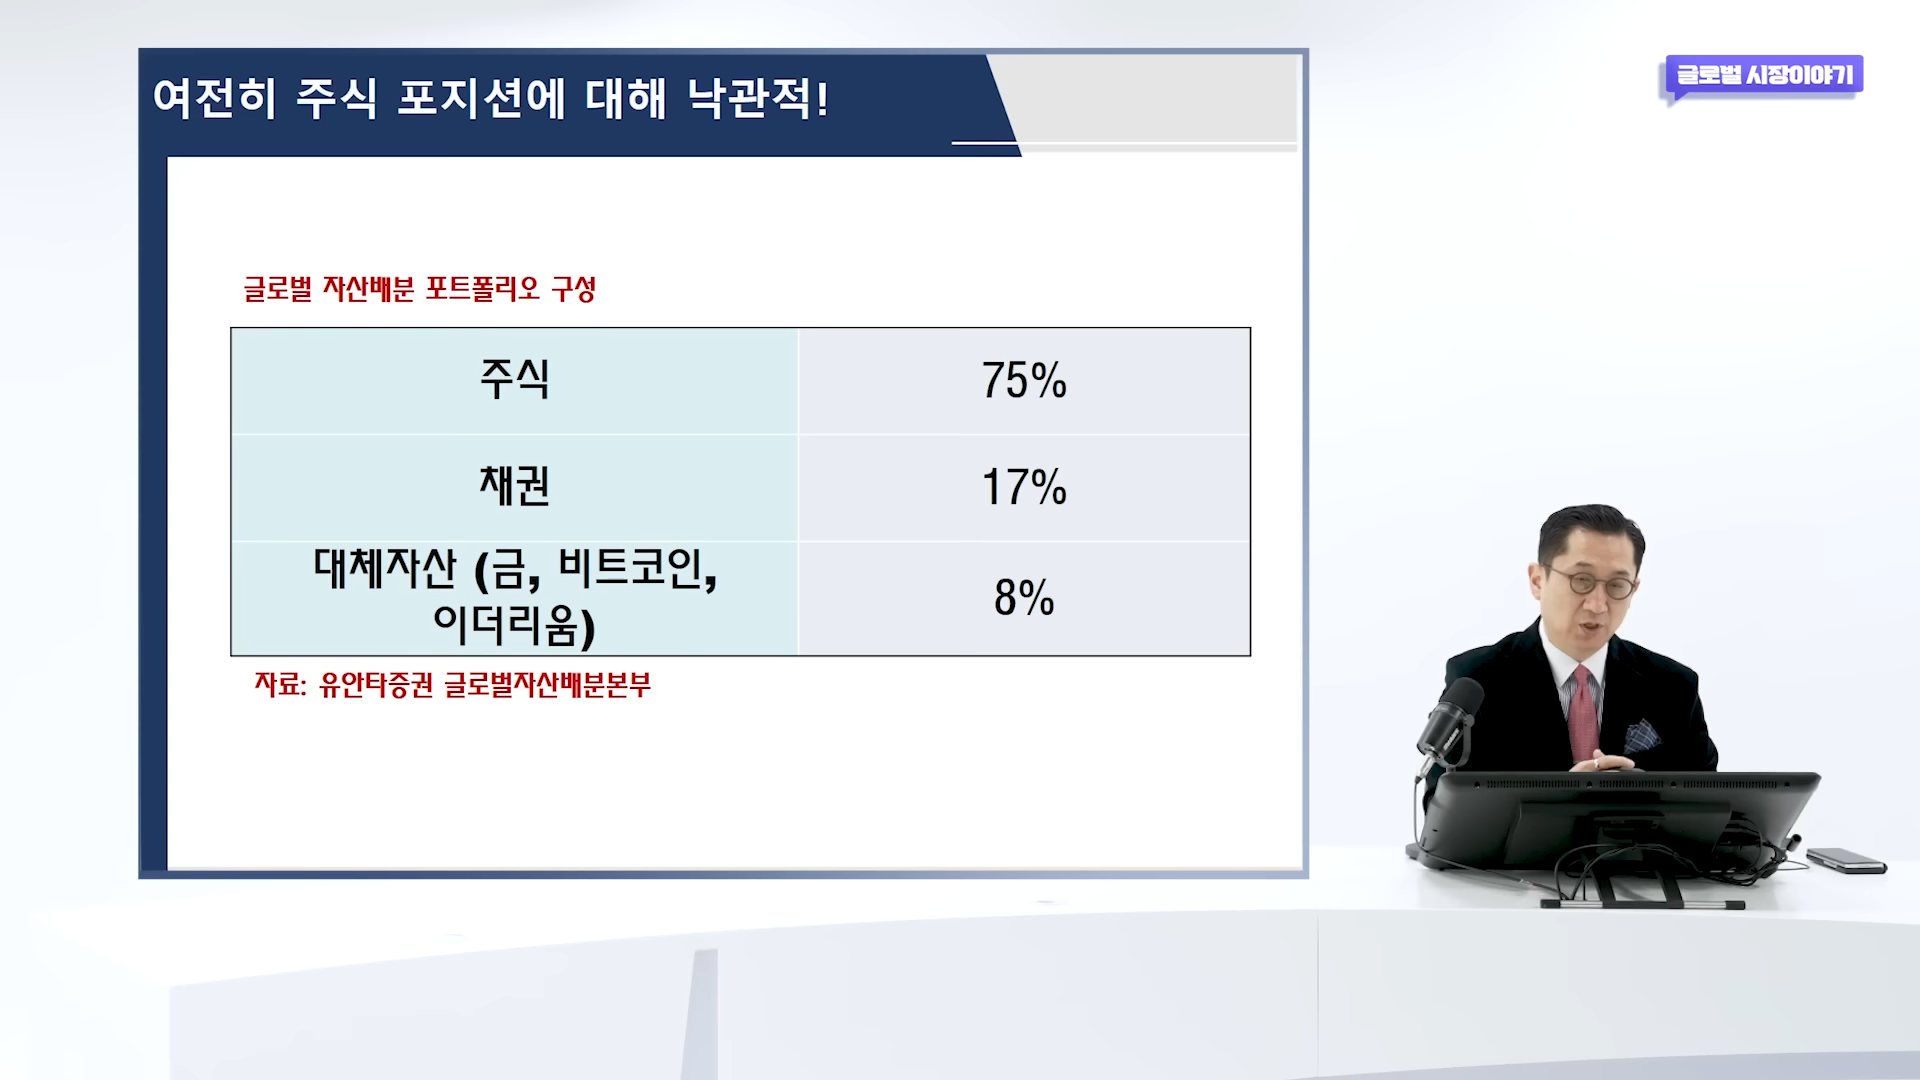 여전히 주식 포지션에 대해 낙관적!
글로벌 시장이야기
글로벌 자산배분 포트폴리오 구성
주식 75%
채권 17%
대체자산 (금, 비트코인,
이더리움) 8%
자료: 유안타증권 글로벌자산배분본부